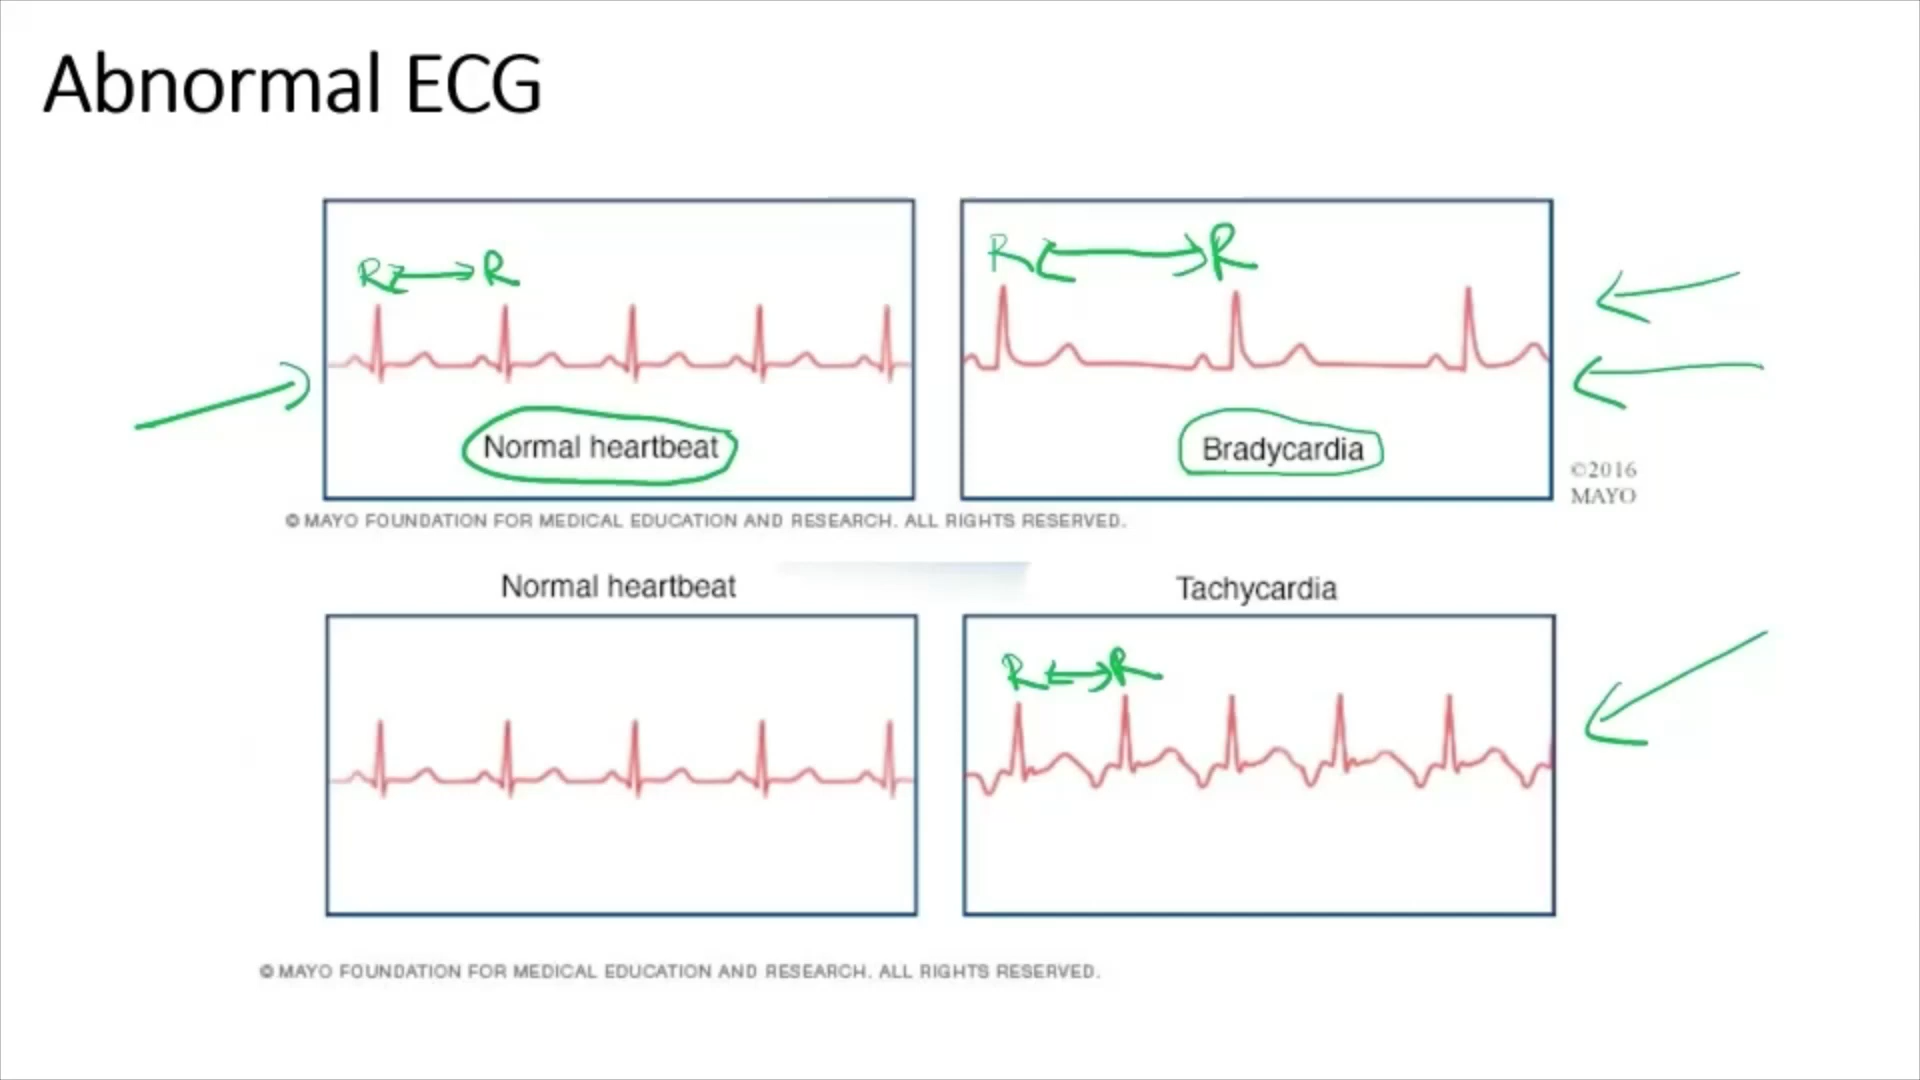 Abnormal ECG
R R
R R
Normal heartbeat
Bradycardia
©2016
MAYO
© MAYO FOUNDATION FOR MEDICAL EDUCATION AND RESEARCH. ALL RIGHTS RESERVED.
Normal heartbeat
Tachycardia
R R
© MAYO FOUNDATION FOR MEDICAL EDUCATION AND RESEARCH. ALL RIGHTS RESERVED.